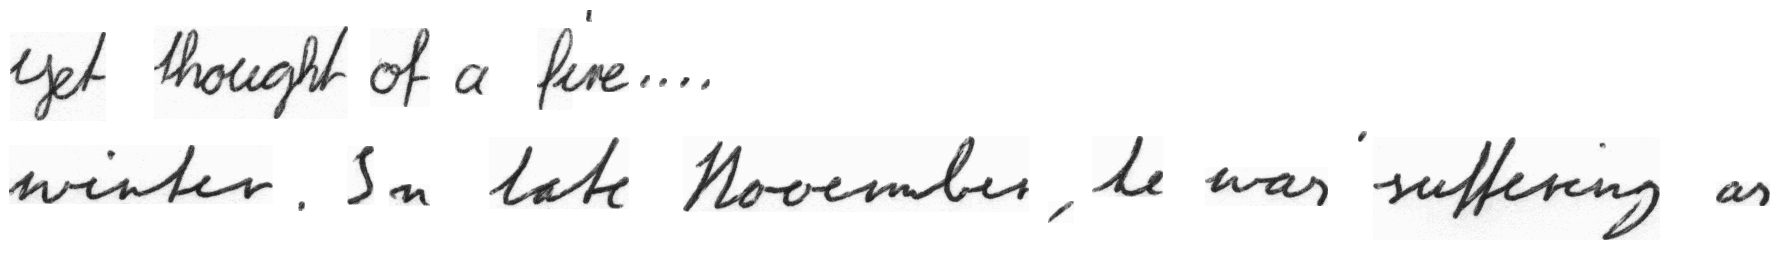 yet thought of a fire....
winter. In late November, he was 'suffering as